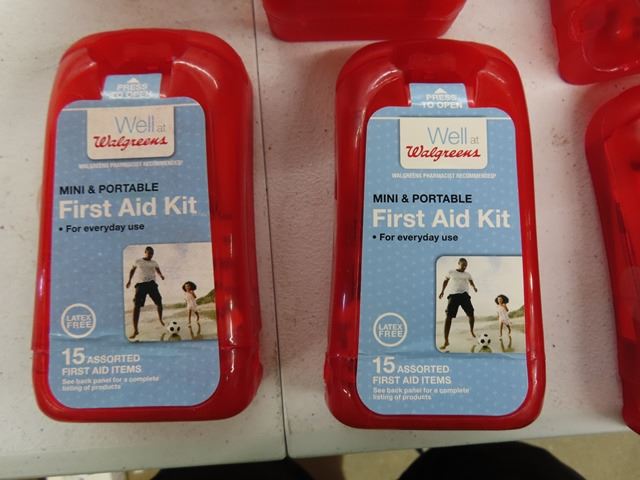 PRESS
TO OPEN
Well at
Walgreens
WALGREENS PHARMACIST RECOMMENDED‡
MINI & PORTABLE
First Aid Kit
• For everyday use
LATEX
FREE
15 ASSORTED
FIRST AID ITEMS
See back panel for a complete
listing of products
PRESS
TO OPEN
Well at
Walgreens
WALGREENS PHARMACIST RECOMMENDED‡
MINI & PORTABLE
First Aid Kit
• For everyday use
LATEX
FREE
15 ASSORTED
FIRST AID ITEMS
See back panel for a complete
listing of products